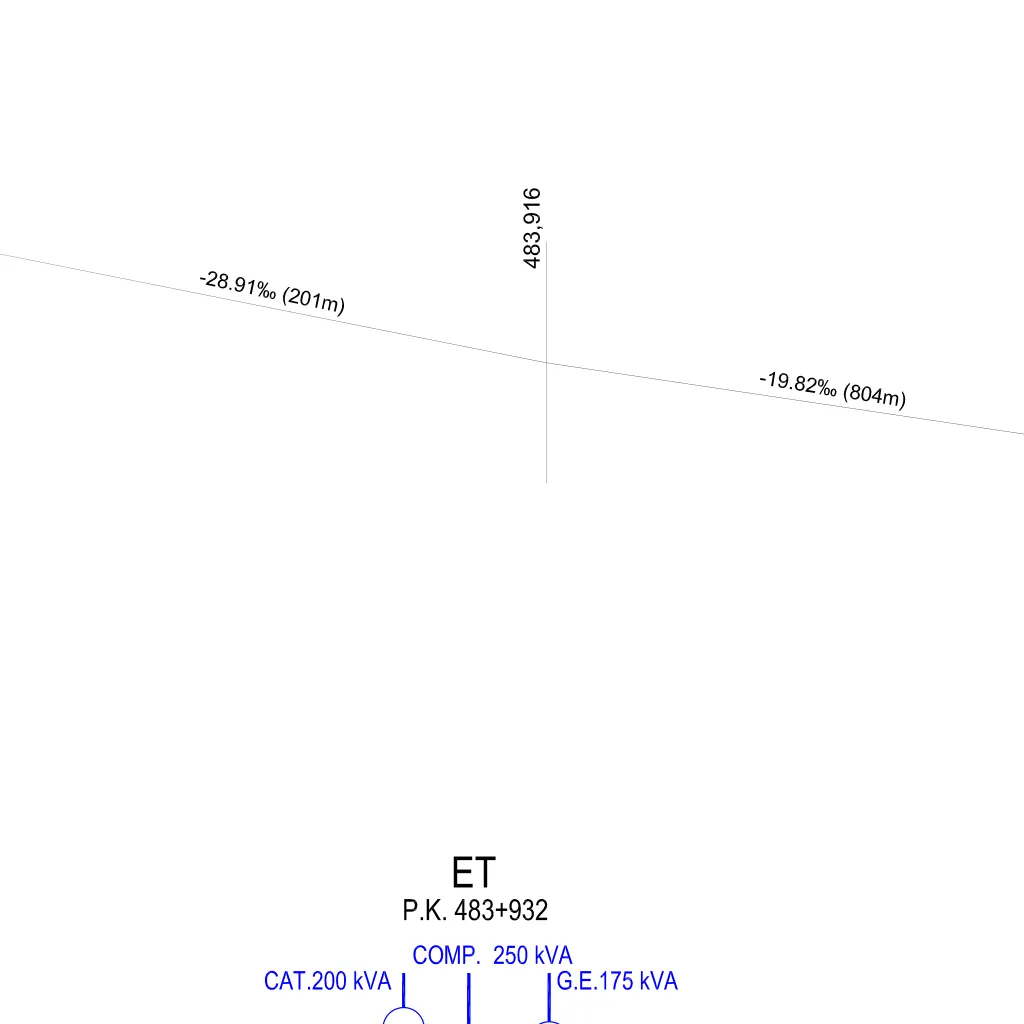 483,916
-28.91‰ (201m)
-19.82‰ (804m)
ET
P.K. 483+932
COMP.  250 kVA
CAT.200 kVA
G.E.175 kVA